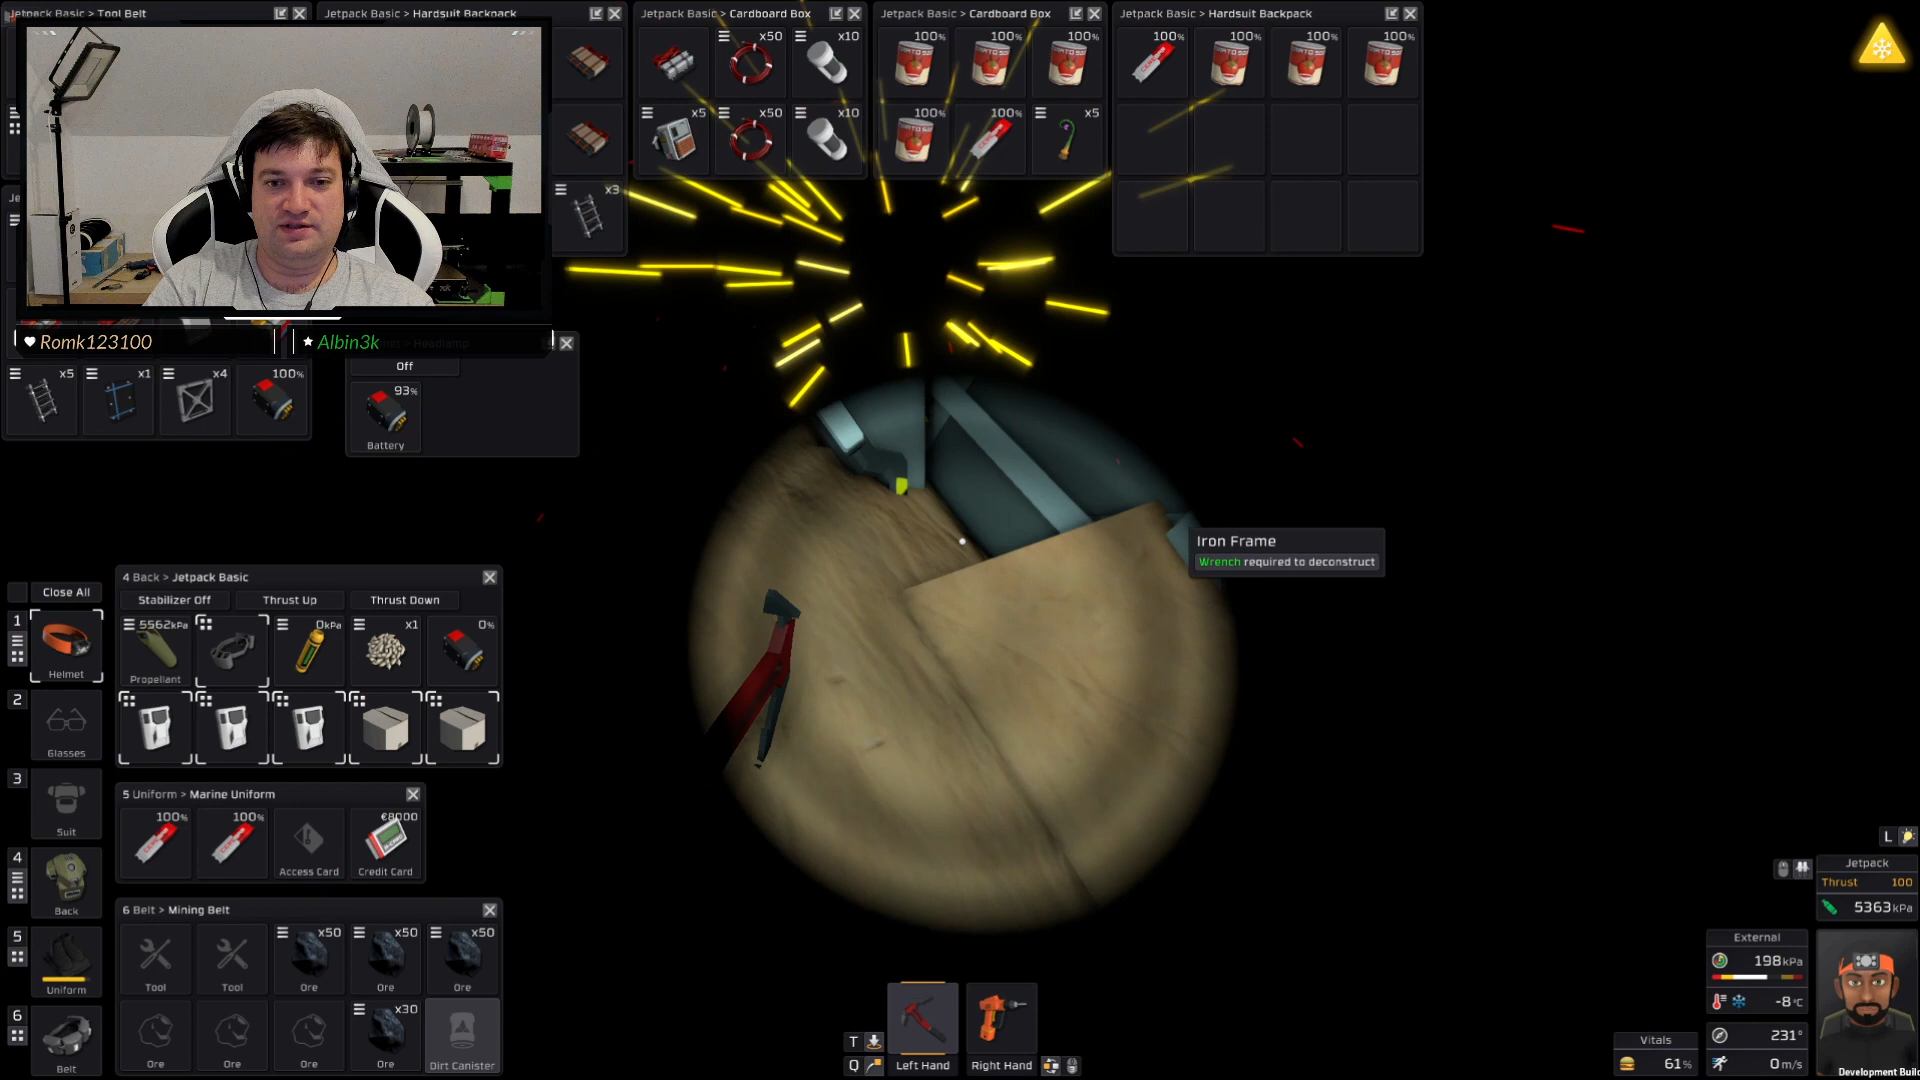 Jetpack Basic > Tool Belt
Jetpack Basic > Hardsuit Backpack
Jetpack Basic > Cardboard Box
Jetpack Basic > Cardboard Box
Jetpack Basic > Hardsuit Backpack
x50
x10
100%
100%
100%
100%
100%
100%
100%
x5
x50
x10
100%
100%
x5
x3
Romk123100
Albin3k
Off
x5
x1
x4
100%
93%
Battery
Iron Frame
Wrench required to deconstruct
Close All
1
Helmet
2
Glasses
3
Suit
4
Back
5
Uniform
6
Belt
4 Back > Jetpack Basic
Stabilizer Off
Thrust Up
Thrust Down
5562kPa
0kPa
x1
0%
Propellant
5 Uniform > Marine Uniform
100%
100%
€8000
Access Card
Credit Card
6 Belt > Mining Belt
x50
x50
x50
Tool
Tool
Ore
Ore
Ore
x30
Ore
Ore
Ore
Ore
Dirt Canister
T
Q
Left Hand
Right Hand
L
Jetpack
Thrust 100
5363kPa
External
198kPa
-8°C
231°
0m/s
Vitals
61%
Development Build